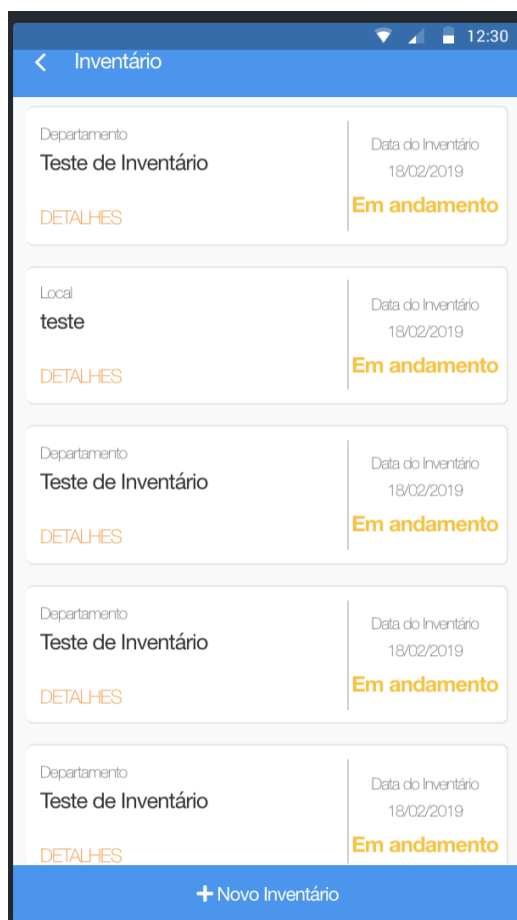 12:30
Inventário
Departamento
Teste de Inventário
DETALHES
Data do Inventário
18/02/2019
Em andamento
Local
teste
DETALHES
Data do Inventário
18/02/2019
Em andamento
Departamento
Teste de Inventário
DETALHES
Data do Inventário
18/02/2019
Em andamento
Departamento
Teste de Inventário
DETALHES
Data do Inventário
18/02/2019
Em andamento
Departamento
Teste de Inventário
DETALHES
Data do Inventário
18/02/2019
Em andamento
+ Novo Inventário